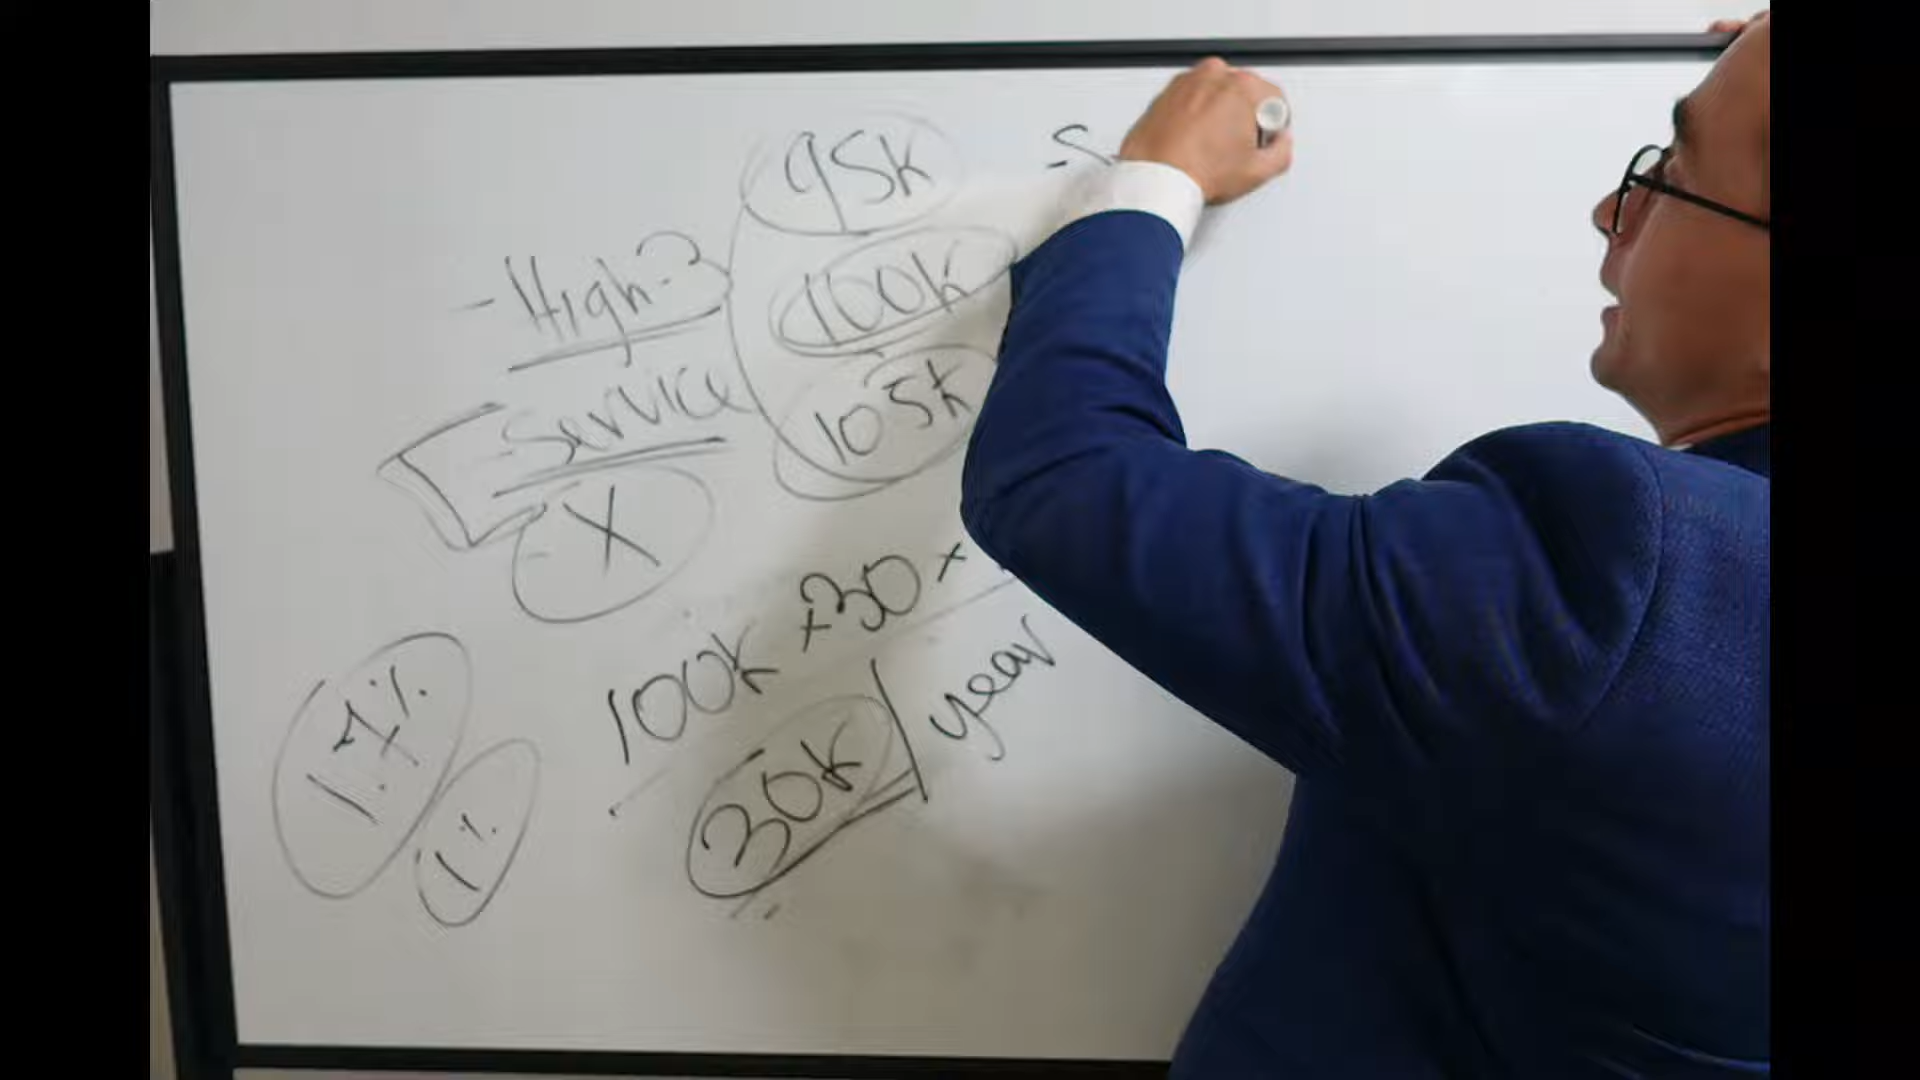 95K
-S
- High-3
100K
105K
- Service
- X
100K x 30 x
30K / year
1.7%
1%